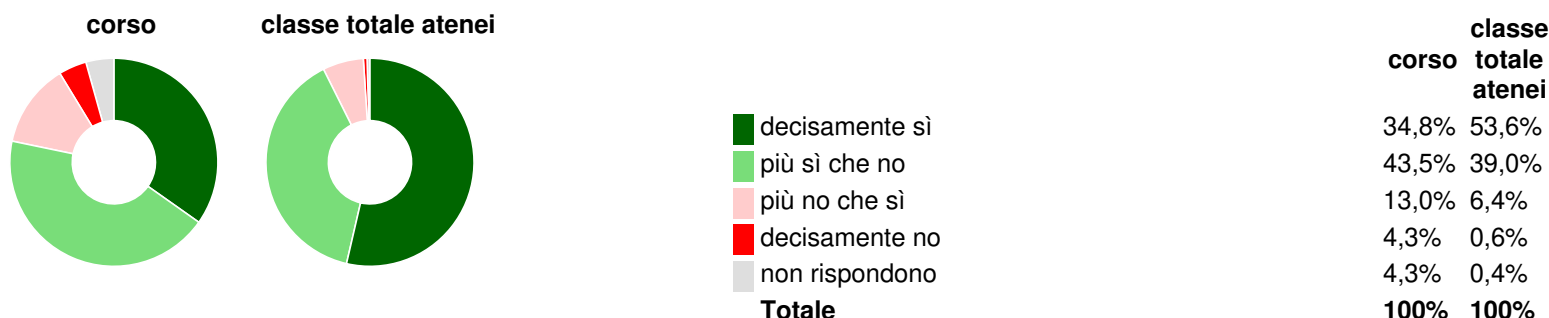 corso classe totale atenei
corso classe totale atenei
decisamente sì 34,8% 53,6%
più sì che no 43,5% 39,0%
più no che sì 13,0% 6,4%
decisamente no 4,3% 0,6%
non rispondono 4,3% 0,4%
Totale 100% 100%